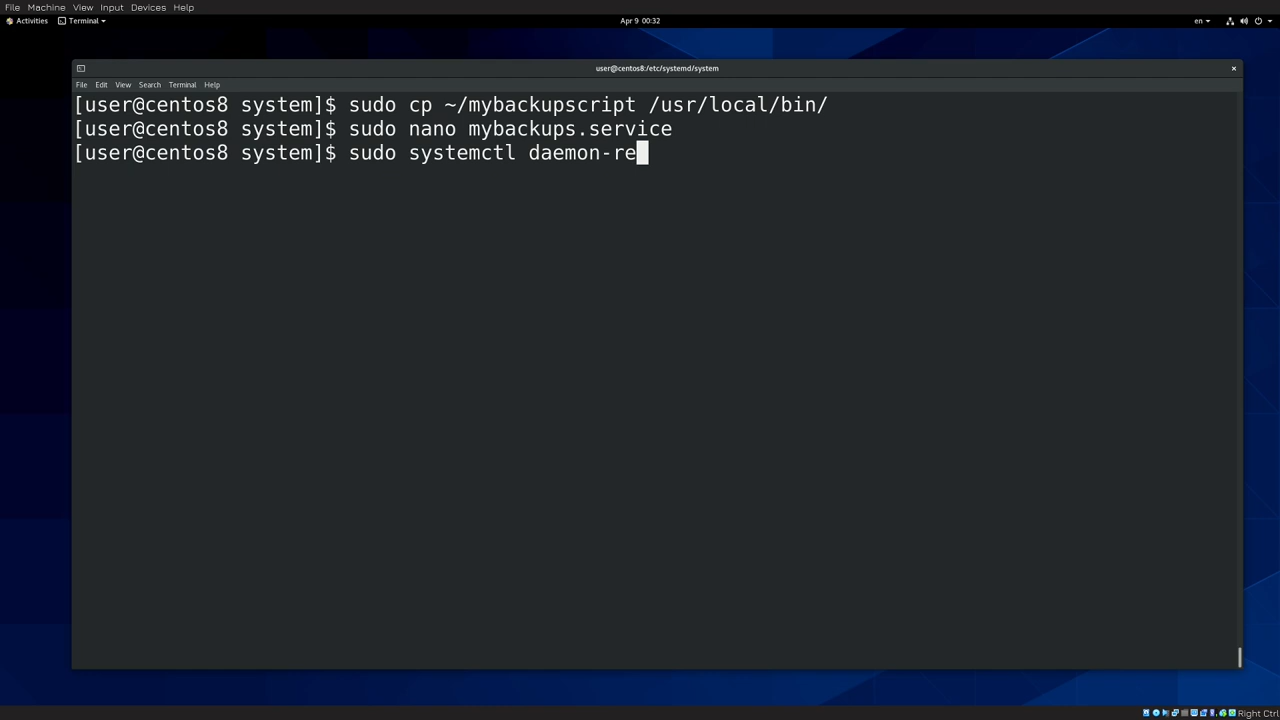 File Machine View Input Devices Help
Activities Terminal Apr 9 00:32 en
user@centos8:/etc/systemd/system
File Edit View Search Terminal Help
[user@centos8 system]$ sudo cp ~/mybackupscript /usr/local/bin/
[user@centos8 system]$ sudo nano mybackups.service
[user@centos8 system]$ sudo systemctl daemon-re
Right Ctrl